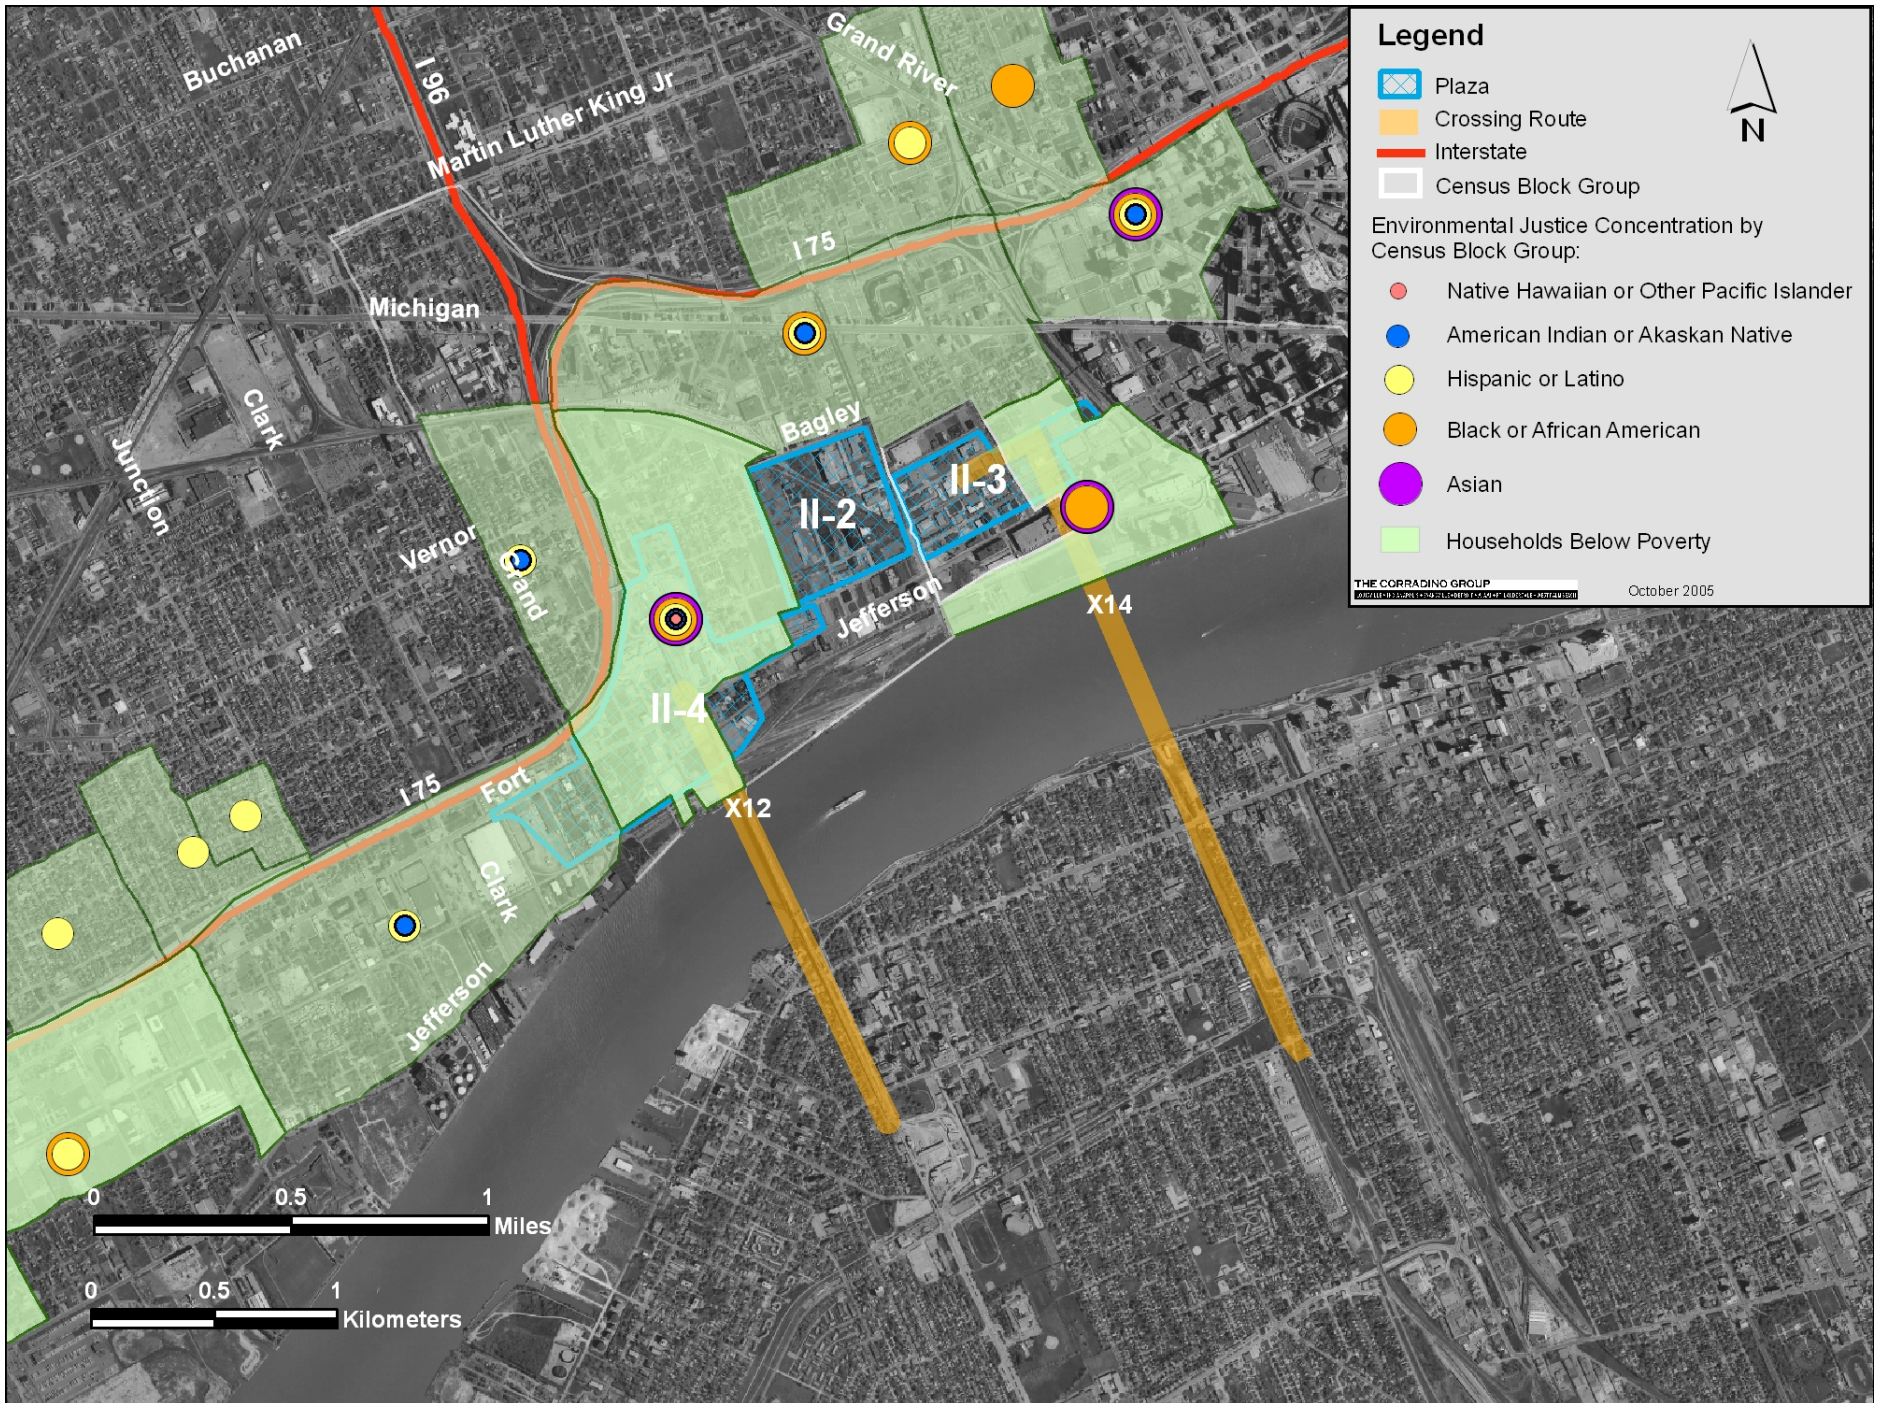 Buchanan
I 96
Martin Luther King Jr
Grand River
I 75
Michigan
Clark
Junction
Vernor
Grand
Bagley
II-2
II-3
Jefferson
X14
II-4
X12
I 75
Fort
Clark
Jefferson
0 0.5 1
Miles
0 0.5 1
Kilometers
Legend
Plaza
Crossing Route
Interstate
Census Block Group
N
Environmental Justice Concentration by
Census Block Group:
Native Hawaiian or Other Pacific Islander
American Indian or Akaskan Native
Hispanic or Latino
Black or African American
Asian
Households Below Poverty
THE CORRADINO GROUP
October 2005